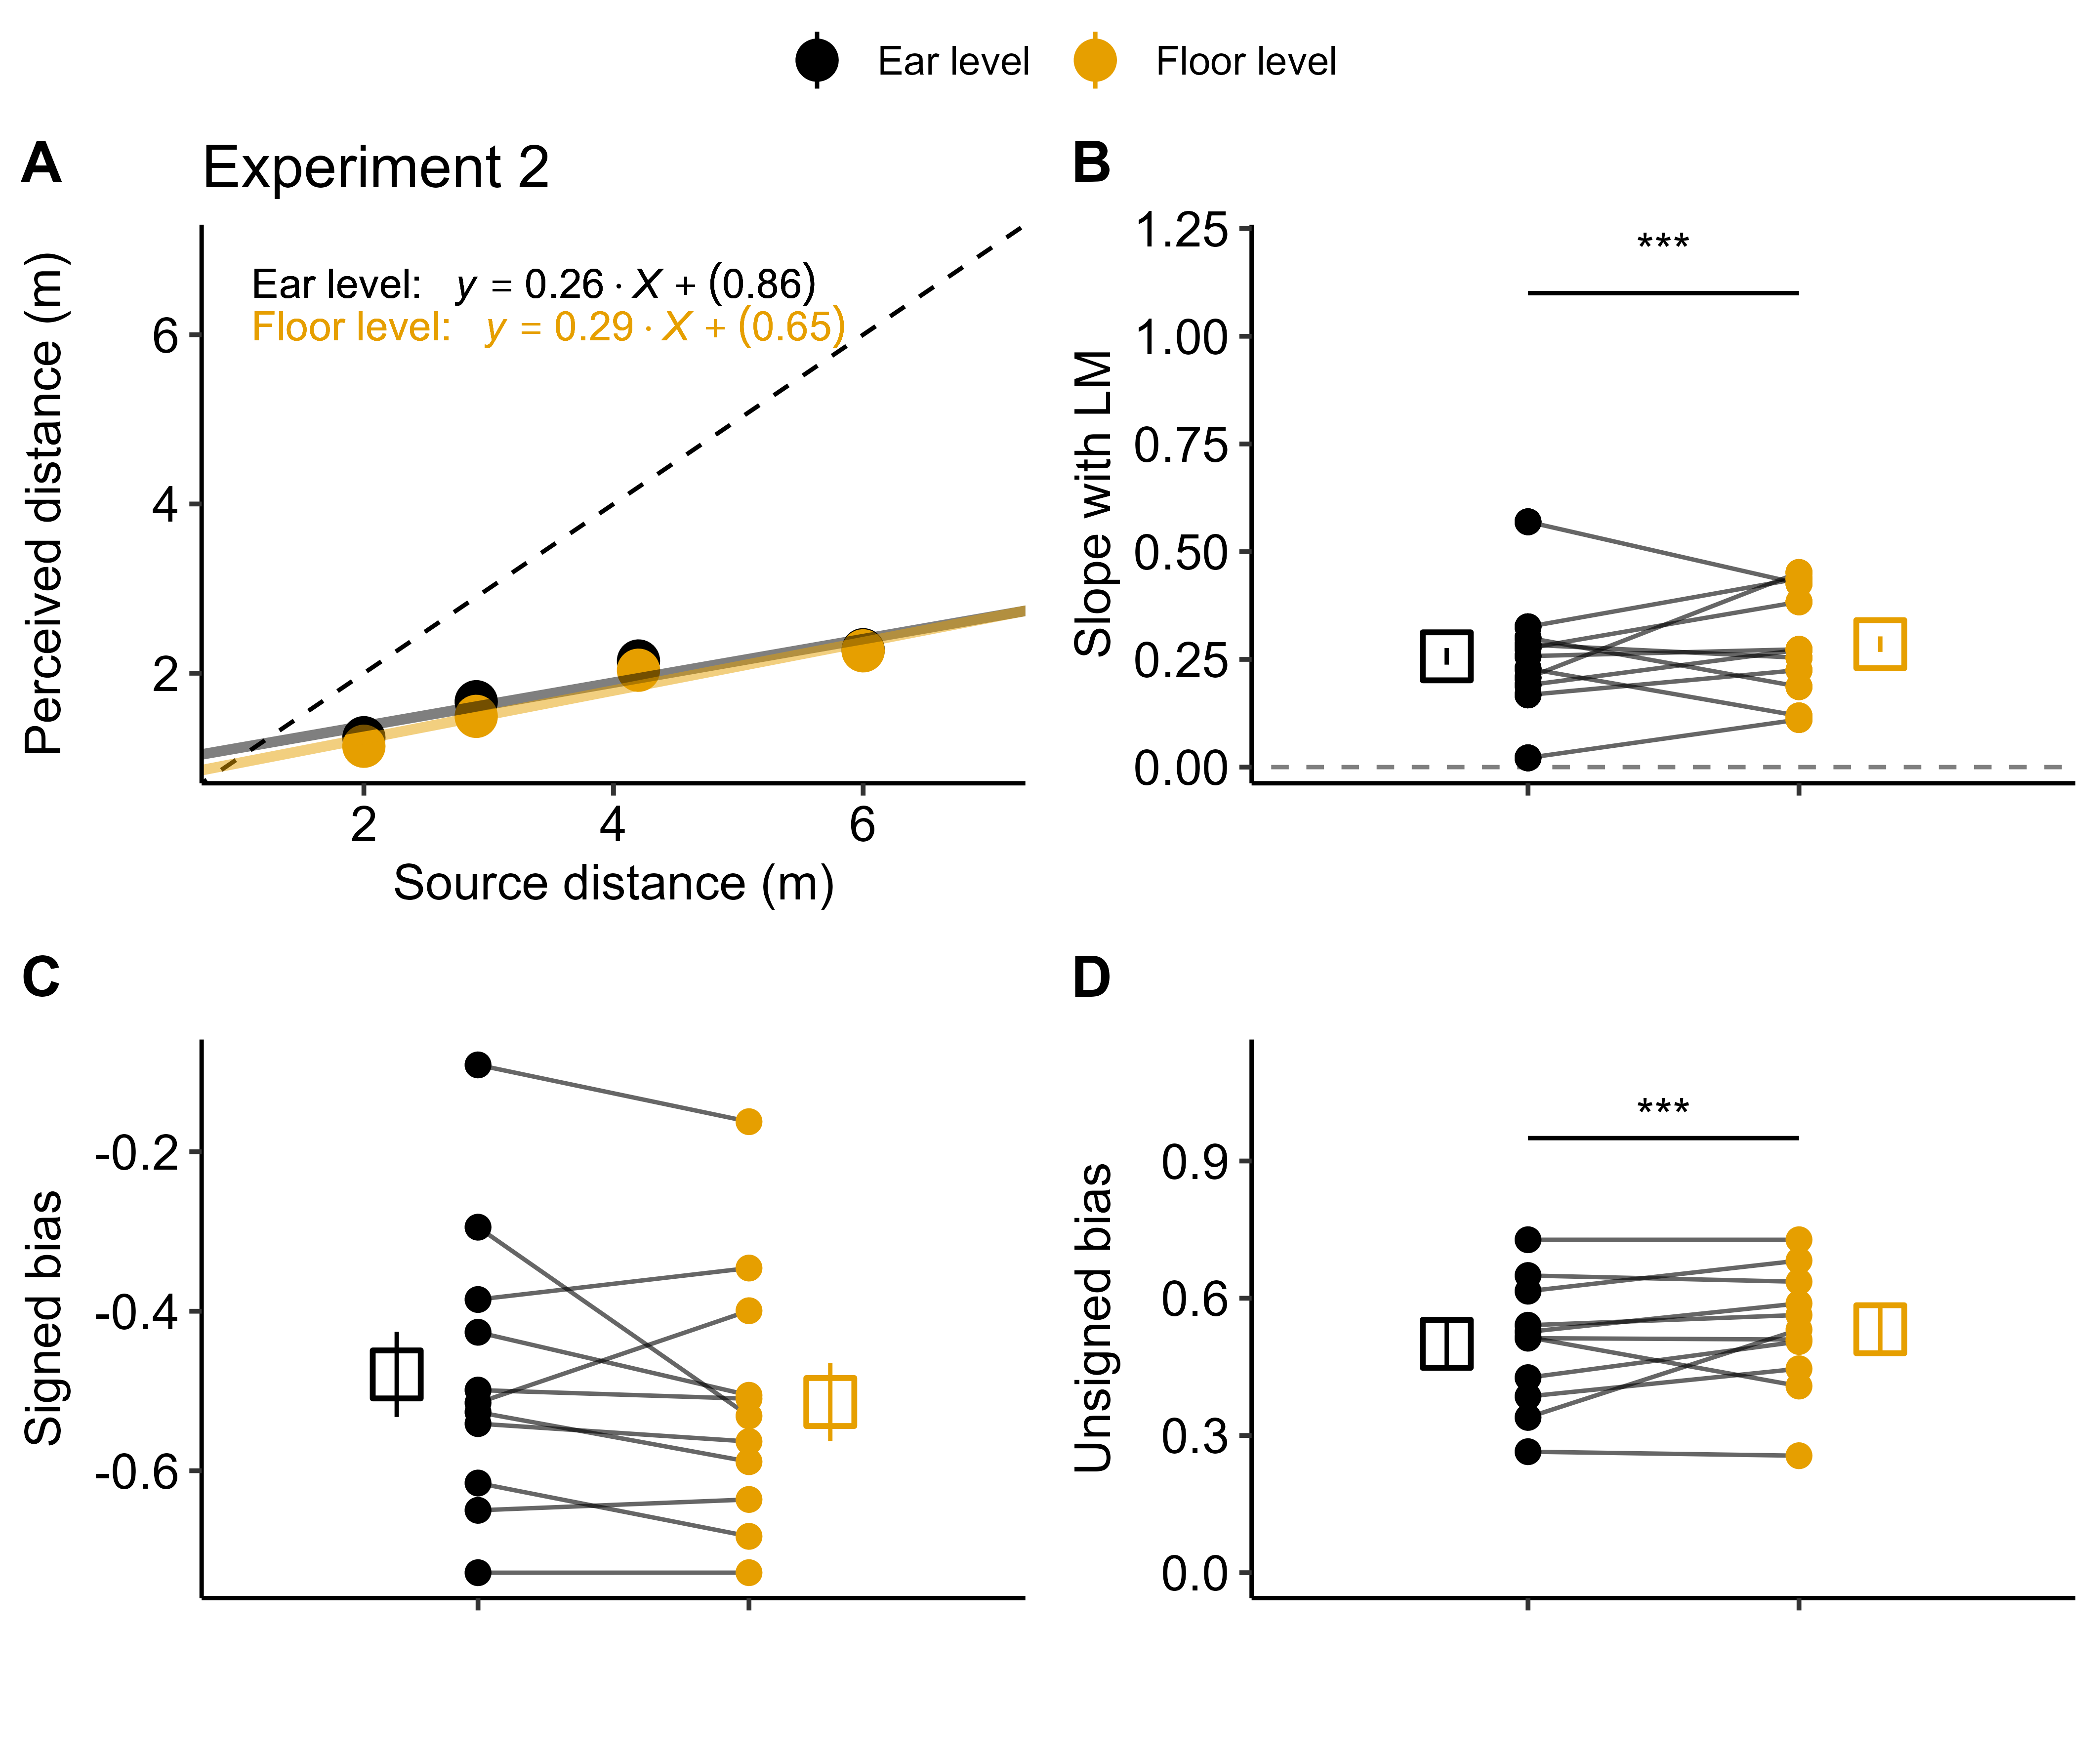 Ear level Floor level
A Experiment 2
Perceived distance (m)
6
4
2
Ear level: y = 0.26 · X + (0.86)
Floor level: y = 0.29 · X + (0.65)
2 4 6
Source distance (m)
B
Slope with LM
1.25
1.00
0.75
0.50
0.25
0.00
***
C
Signed bias
-0.2
-0.4
-0.6
D
Unsigned bias
0.9
0.6
0.3
0.0
***